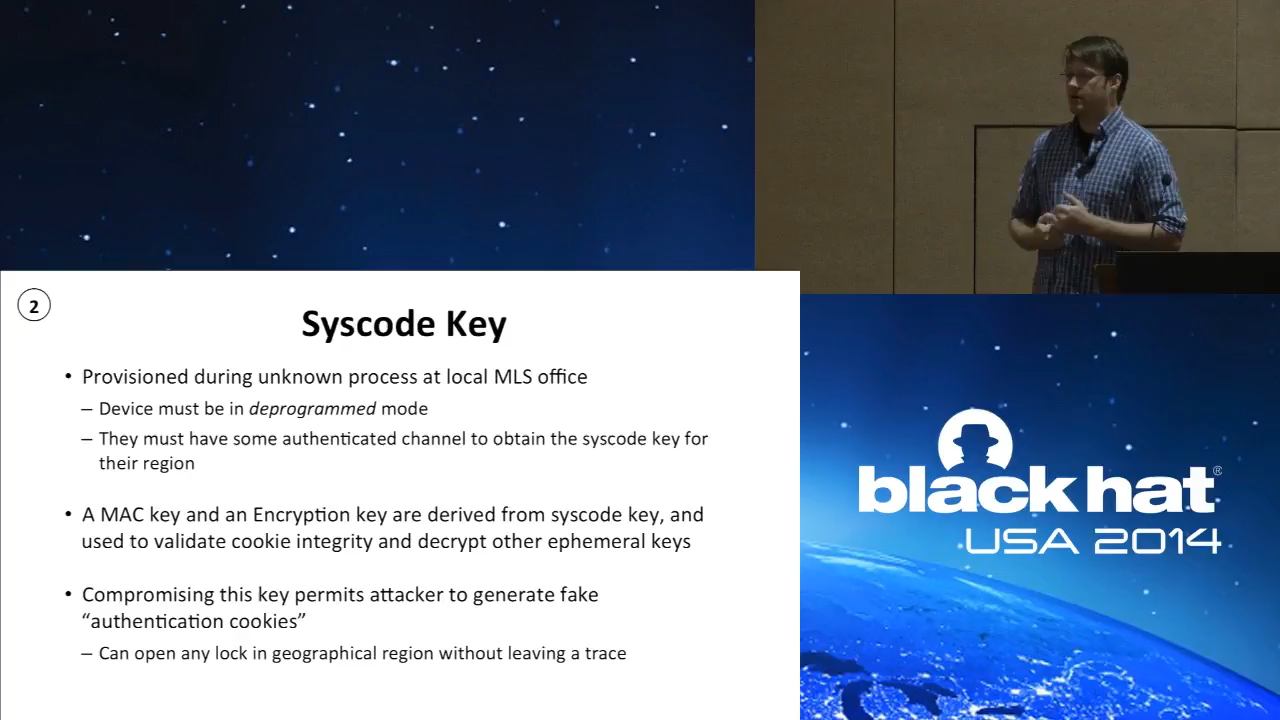 2
Syscode Key
• Provisioned during unknown process at local MLS office
– Device must be in deprogrammed mode
– They must have some authenticated channel to obtain the syscode key for
their region
• A MAC key and an Encryption key are derived from syscode key, and
used to validate cookie integrity and decrypt other ephemeral keys
• Compromising this key permits attacker to generate fake
“authentication cookies”
– Can open any lock in geographical region without leaving a trace
black hat®
USA 2014